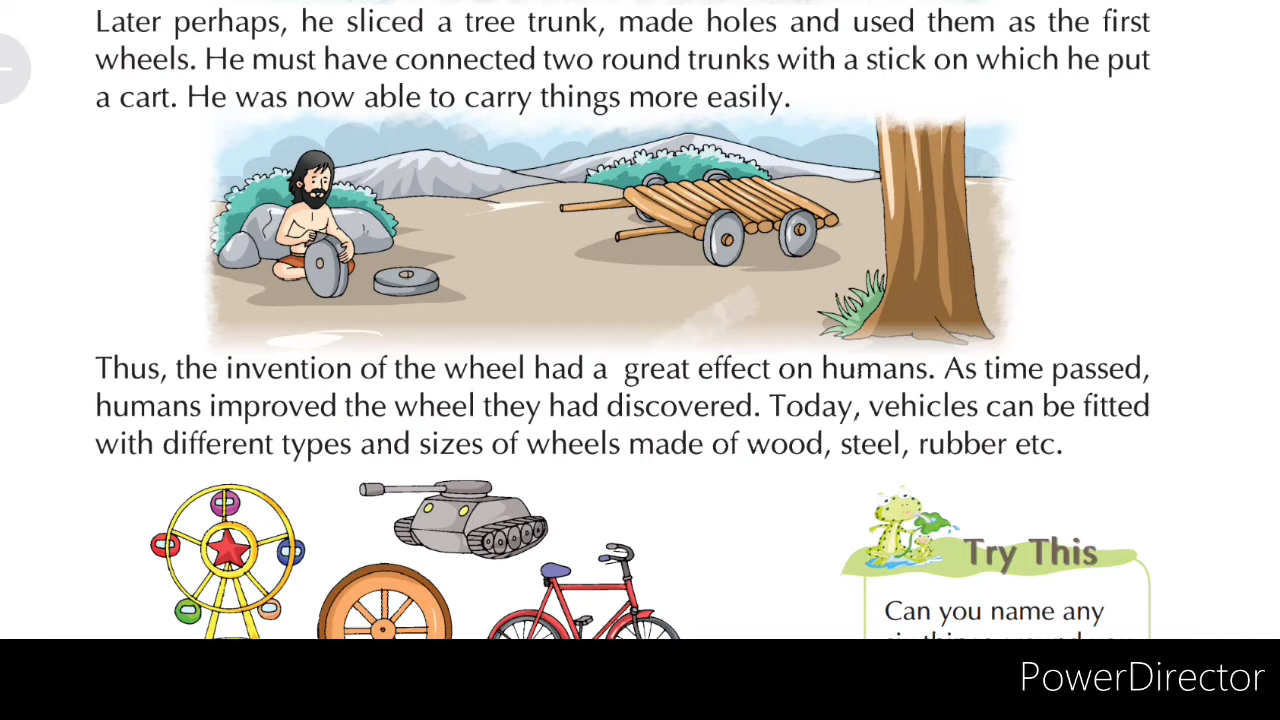 Later perhaps, he sliced a tree trunk, made holes and used them as the first
wheels. He must have connected two round trunks with a stick on which he put
a cart. He was now able to carry things more easily.
Thus, the invention of the wheel had a great effect on humans. As time passed,
humans improved the wheel they had discovered. Today, vehicles can be fitted
with different types and sizes of wheels made of wood, steel, rubber etc.
Try This
Can you name any
PowerDirector